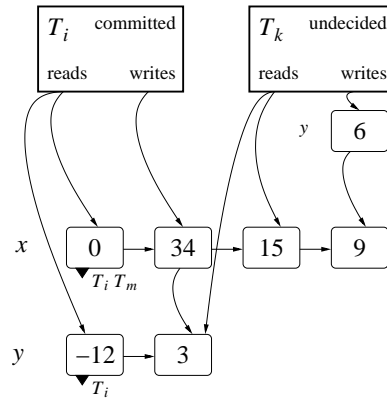 T_i committed
reads writes
T_k undecided
reads writes
y 6
x 0 34 15 9
T_i T_m
y −12 3
T_i